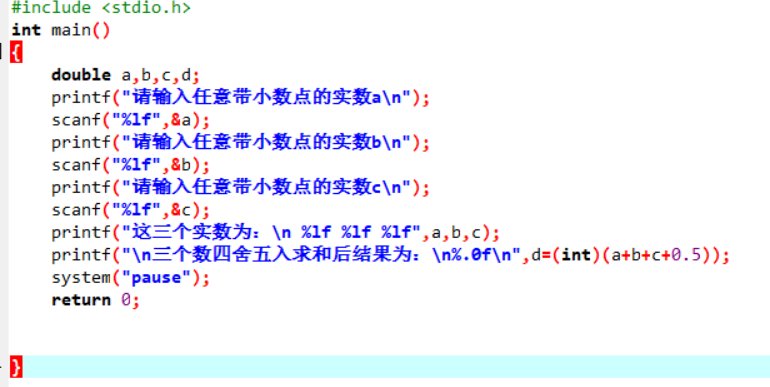 #include <stdio.h>
int main()
{
double a,b,c,d;
printf("请输入任意带小数点的实数a\n");
scanf("%lf",&a);
printf("请输入任意带小数点的实数b\n");
scanf("%lf",&b);
printf("请输入任意带小数点的实数c\n");
scanf("%lf",&c);
printf("这三个实数为：\n %lf %lf %lf",a,b,c);
printf("\n三个数四舍五入求和后结果为：\n%.0f\n",d=(int)(a+b+c+0.5));
system("pause");
return 0;
}